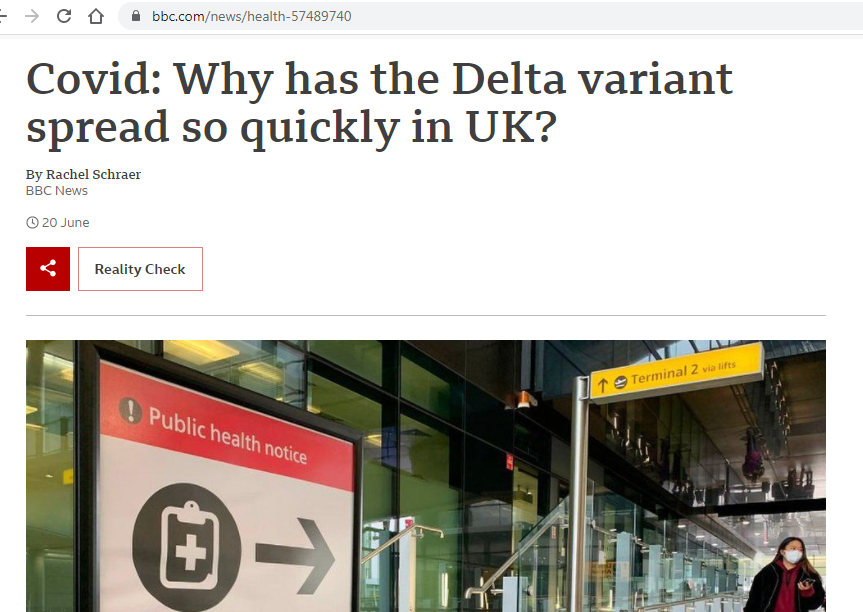 bbc.com/news/health-57489740
Covid: Why has the Delta variant
spread so quickly in UK?
By Rachel Schraer
BBC News
20 June
Reality Check
Public health notice
Terminal 2 via lifts